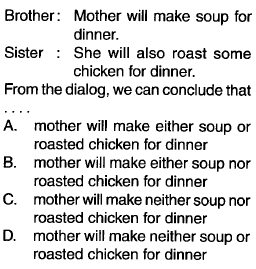 Brother: Mother will make soup for
dinner.
Sister : She will also roast some
chicken for dinner.
From the dialog, we can conclude that
....
A. mother will make either soup or
roasted chicken for dinner
B. mother will make either soup nor
roasted chicken for dinner
C. mother will make neither soup nor
roasted chicken for dinner
D. mother will make neither soup or
roasted chicken for dinner